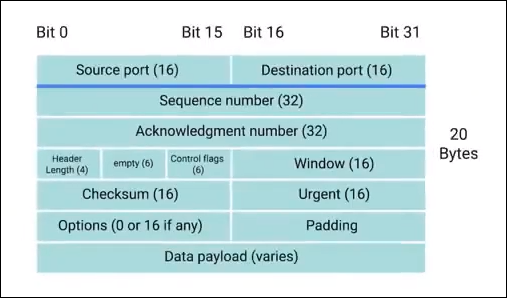 Bit 0 Bit 15 Bit 16 Bit 31
Source port (16) Destination port (16)
Sequence number (32)
Acknowledgment number (32)
20
Bytes
Header
Length (4)
empty (6)
Control flags
(6)
Window (16)
Checksum (16) Urgent (16)
Options (0 or 16 if any) Padding
Data payload (varies)